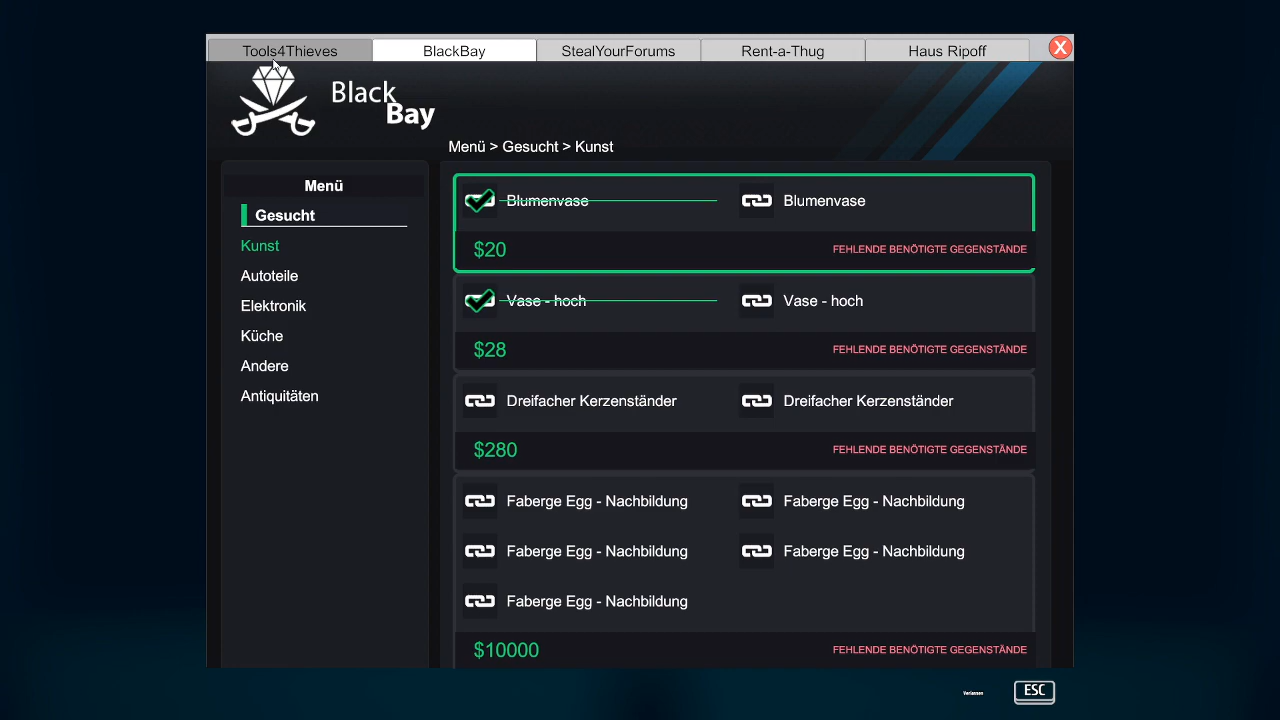 Tools4Thieves BlackBay StealYourForums Rent-a-Thug Haus Ripoff X
Black
Bay
Menü > Gesucht > Kunst
Menü
Gesucht
Kunst
Autoteile
Elektronik
Küche
Andere
Antiquitäten
Blumenvase Blumenvase
$20 FEHLENDE BENÖTIGTE GEGENSTÄNDE
Vase - hoch Vase - hoch
$28 FEHLENDE BENÖTIGTE GEGENSTÄNDE
Dreifacher Kerzenständer Dreifacher Kerzenständer
$280 FEHLENDE BENÖTIGTE GEGENSTÄNDE
Faberge Egg - Nachbildung Faberge Egg - Nachbildung
Faberge Egg - Nachbildung Faberge Egg - Nachbildung
Faberge Egg - Nachbildung
$10000 FEHLENDE BENÖTIGTE GEGENSTÄNDE
Verlassen ESC